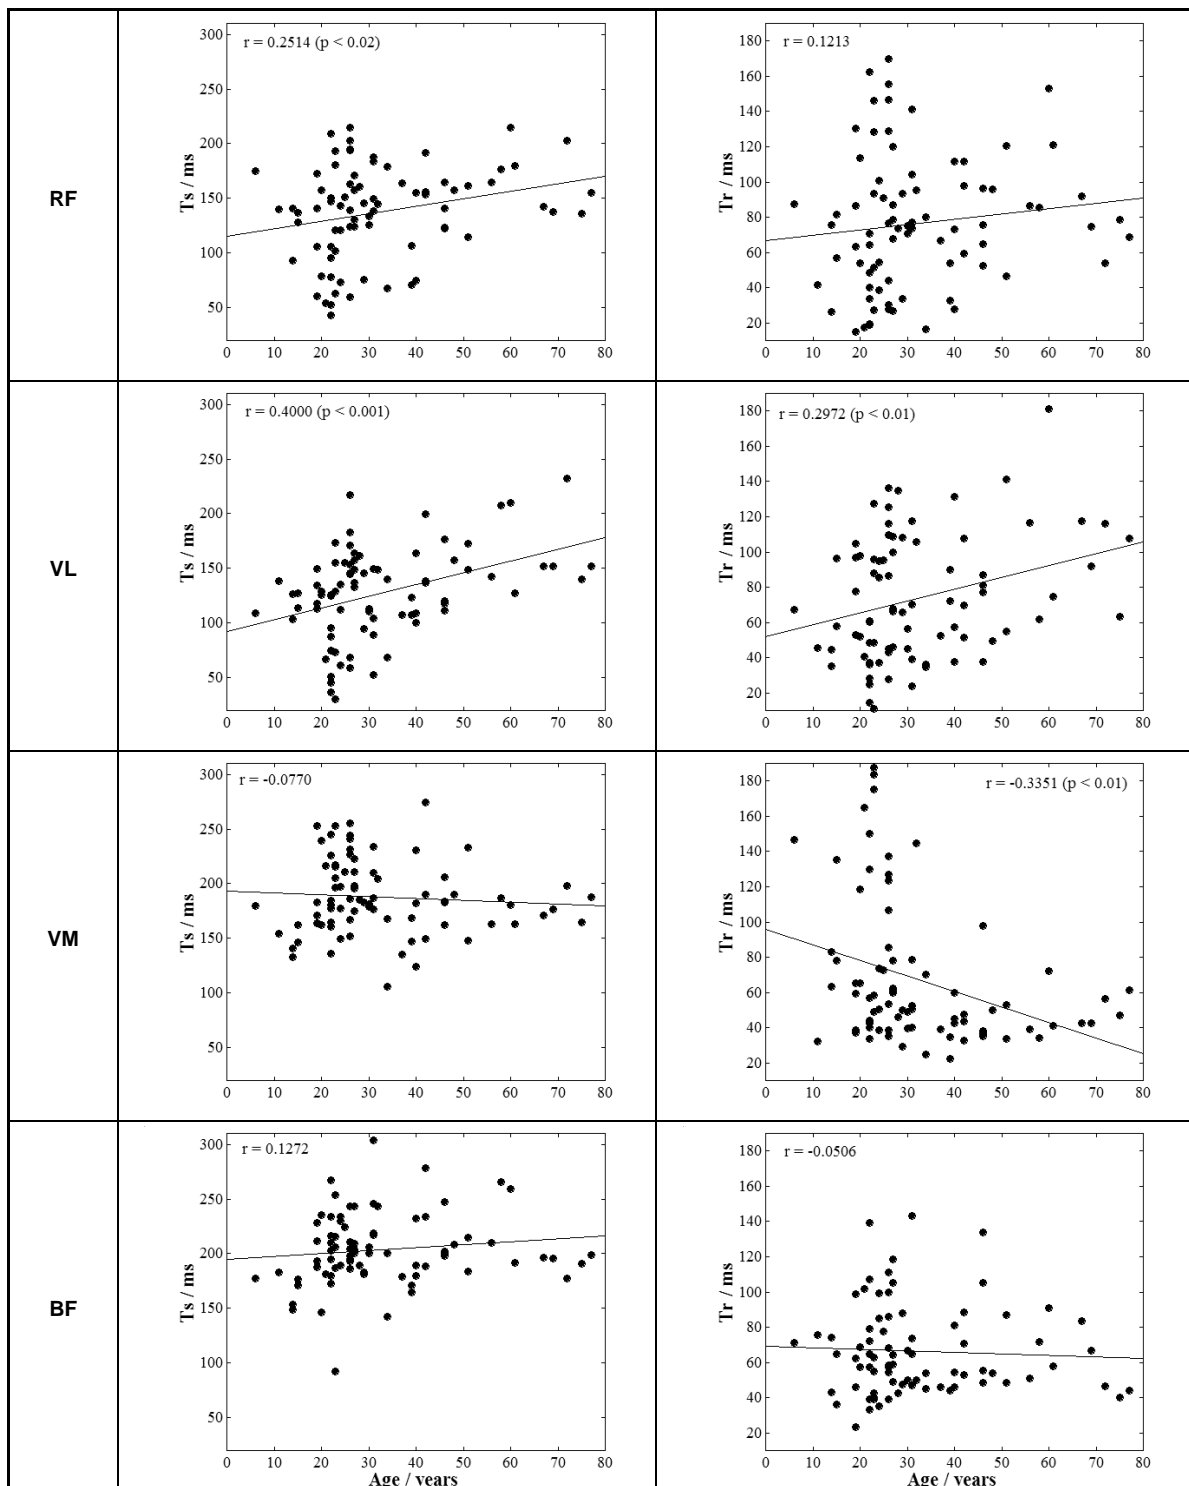 RF
r = 0.2514 (p < 0.02)
Ts / ms
300
250
200
150
100
50
0 10 20 30 40 50 60 70 80
r = 0.1213
Tr / ms
180
160
140
120
100
80
60
40
20
0 10 20 30 40 50 60 70 80
VL
r = 0.4000 (p < 0.001)
Ts / ms
300
250
200
150
100
50
0 10 20 30 40 50 60 70 80
r = 0.2972 (p < 0.01)
Tr / ms
180
160
140
120
100
80
60
40
20
0 10 20 30 40 50 60 70 80
VM
r = -0.0770
Ts / ms
300
250
200
150
100
50
0 10 20 30 40 50 60 70 80
r = -0.3351 (p < 0.01)
Tr / ms
180
160
140
120
100
80
60
40
20
0 10 20 30 40 50 60 70 80
BF
r = 0.1272
Ts / ms
300
250
200
150
100
50
0 10 20 30 40 50 60 70 80
Age / years
r = -0.0506
Tr / ms
180
160
140
120
100
80
60
40
20
0 10 20 30 40 50 60 70 80
Age / years